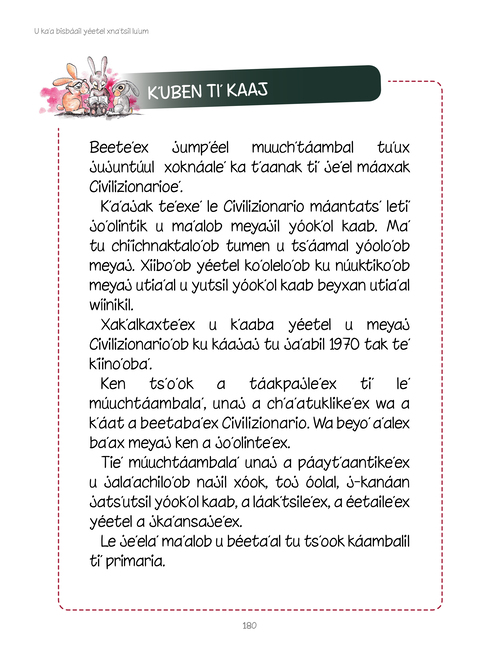 U ka'a bisbáail yéetel xna'tsil lu'um
K'UBEN TI' KAAJ
Beete'ex jump'éel muuch'táambal tu'ux
jujuntúul xoknáale' ka t'aanak ti' je'el máaxak
Civilizionarioe'.
K'a'ajak te'exe' le Civilizionario máantats' leti'
jo'olintik u ma'alob meyajil yóok'ol kaab. Ma'
tu chíichnaktalo'ob tumen u ts'áamal yóolo'ob
meyaj. Xiibo'ob yéetel ko'olelo'ob ku núuktiko'ob
meyaj utia'al u yutsil yóok'ol kaab beyxan utia'al
wíinikil.
Xak'alkaxte'ex u k'aaba yéetel u meyaj
Civilizionario'ob ku káajaj tu ja'abil 1970 tak te'
k'iino'oba'.
Ken ts'o'ok a táakpajle'ex ti' le'
múuchtáambala', unaj a ch'a'atuklike'ex wa a
k'áat a beetaba'ex Civilizionario. Wa beyo' a'alex
ba'ax meyaj ken a jo'olinte'ex.
Tie' múuchtáambala' unaj a páayt'aantike'ex
u jala'achilo'ob najil xóok, toj óolal, j-kanáan
jats'utsil yóok'ol kaab, a láak'tsile'ex, a éetaile'ex
yéetel a jka'ansaje'ex.
Le je'ela' ma'alob u béeta'al tu ts'ook káambalil
ti' primaria.
180